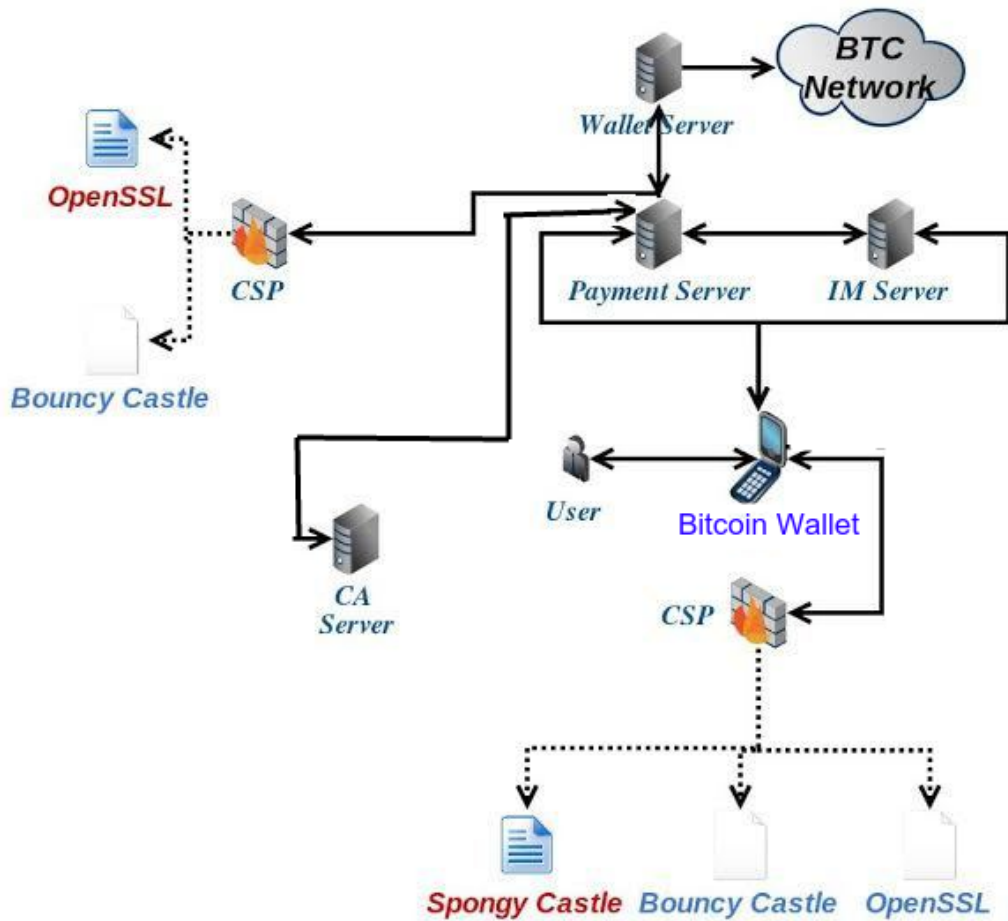 BTC
Network
Wallet Server
OpenSSL
CSP
Payment Server
IM Server
Bouncy Castle
User
Bitcoin Wallet
CA
Server
CSP
Spongy Castle
Bouncy Castle
OpenSSL